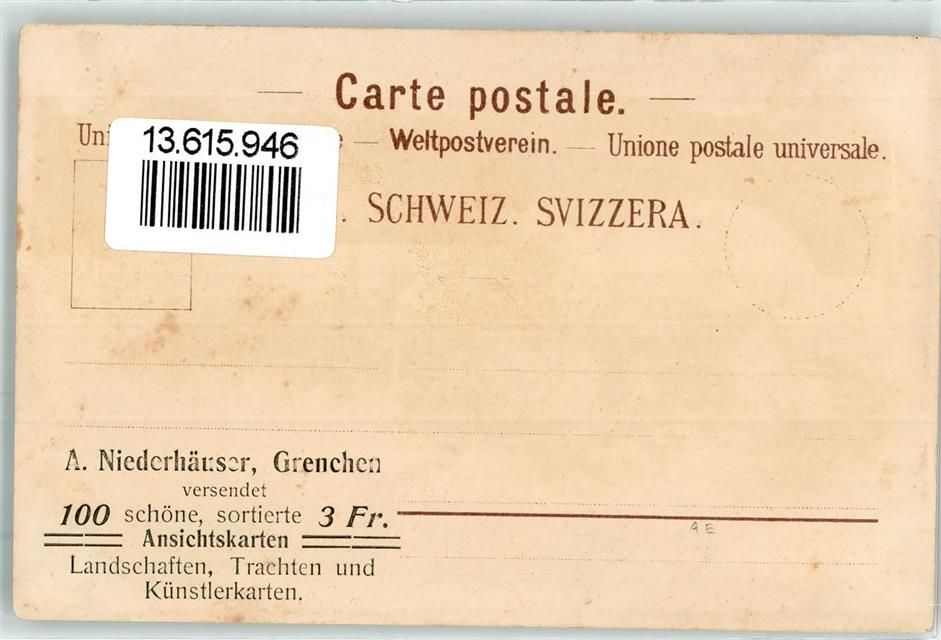 Carte postale.
13.615.946
— Weltpostverein. — Unione postale universale.
SCHWEIZ. SVIZZERA.
A. Niederhäuser, Grenchen
versendet
100 schöne, sortierte 3 Fr.
Ansichtskarten
Landschaften, Trachten und
Künstlerkarten.
AE